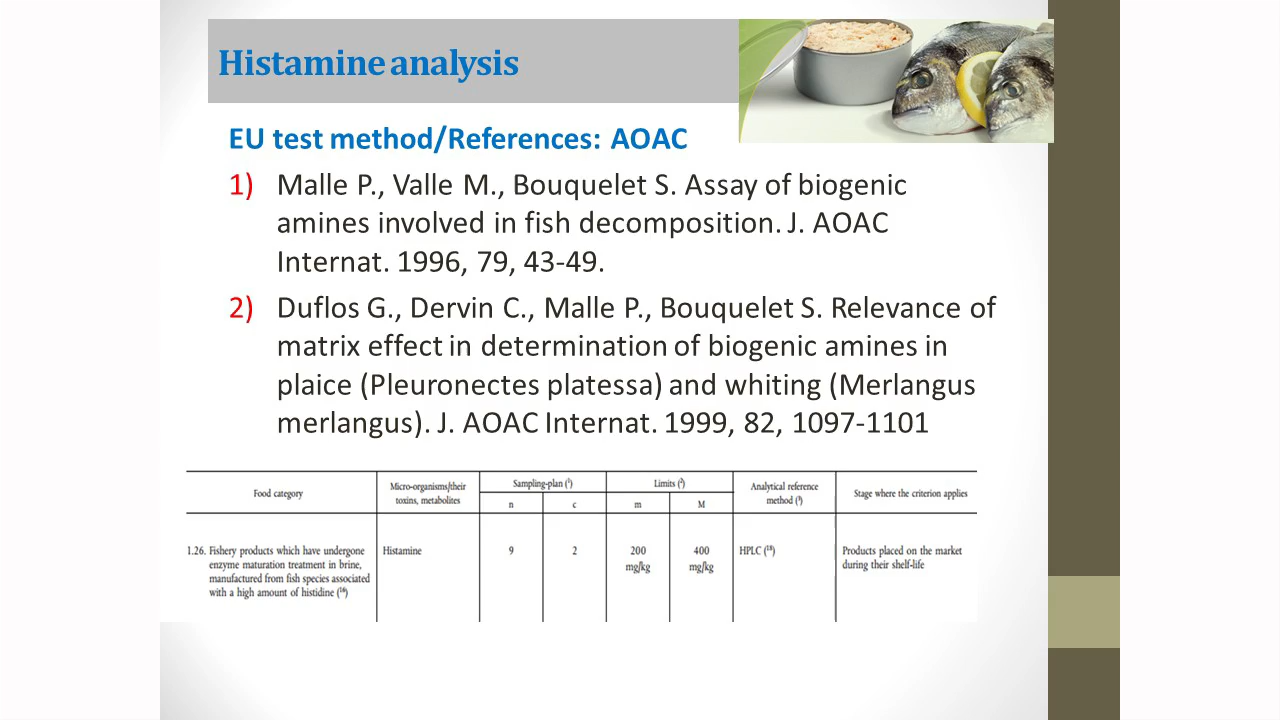 Histamine analysis
EU test method/References: AOAC
1) Malle P., Valle M., Bouquelet S. Assay of biogenic
amines involved in fish decomposition. J. AOAC
Internat. 1996, 79, 43-49.
2) Duflos G., Dervin C., Malle P., Bouquelet S. Relevance of
matrix effect in determination of biogenic amines in
plaice (Pleuronectes platessa) and whiting (Merlangus
merlangus). J. AOAC Internat. 1999, 82, 1097-1101
Food category
Micro-organisms/their
toxins, metabolites
Sampling-plan (¹)
n c
Limits (²)
m M
Analytical reference
method (³)
Stage where the criterion applies
1.26. Fishery products which have undergone
enzyme maturation treatment in brine,
manufactured from fish species associated
with a high amount of histidine (¹⁶)
Histamine
9
2
200
mg/kg
400
mg/kg
HPLC (¹⁸)
Products placed on the market
during their shelf-life